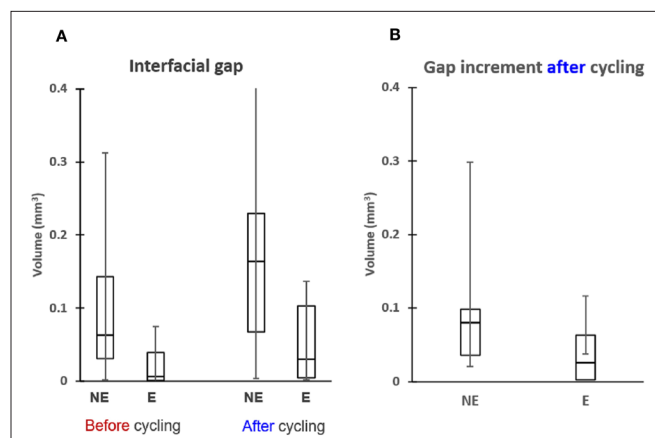 A
Interfacial gap
Volume (mm³)
0.4
0.3
0.2
0.1
0
NE E NE E
Before cycling After cycling
B
Gap increment after cycling
Volume (mm³)
0.4
0.3
0.2
0.1
0
NE E